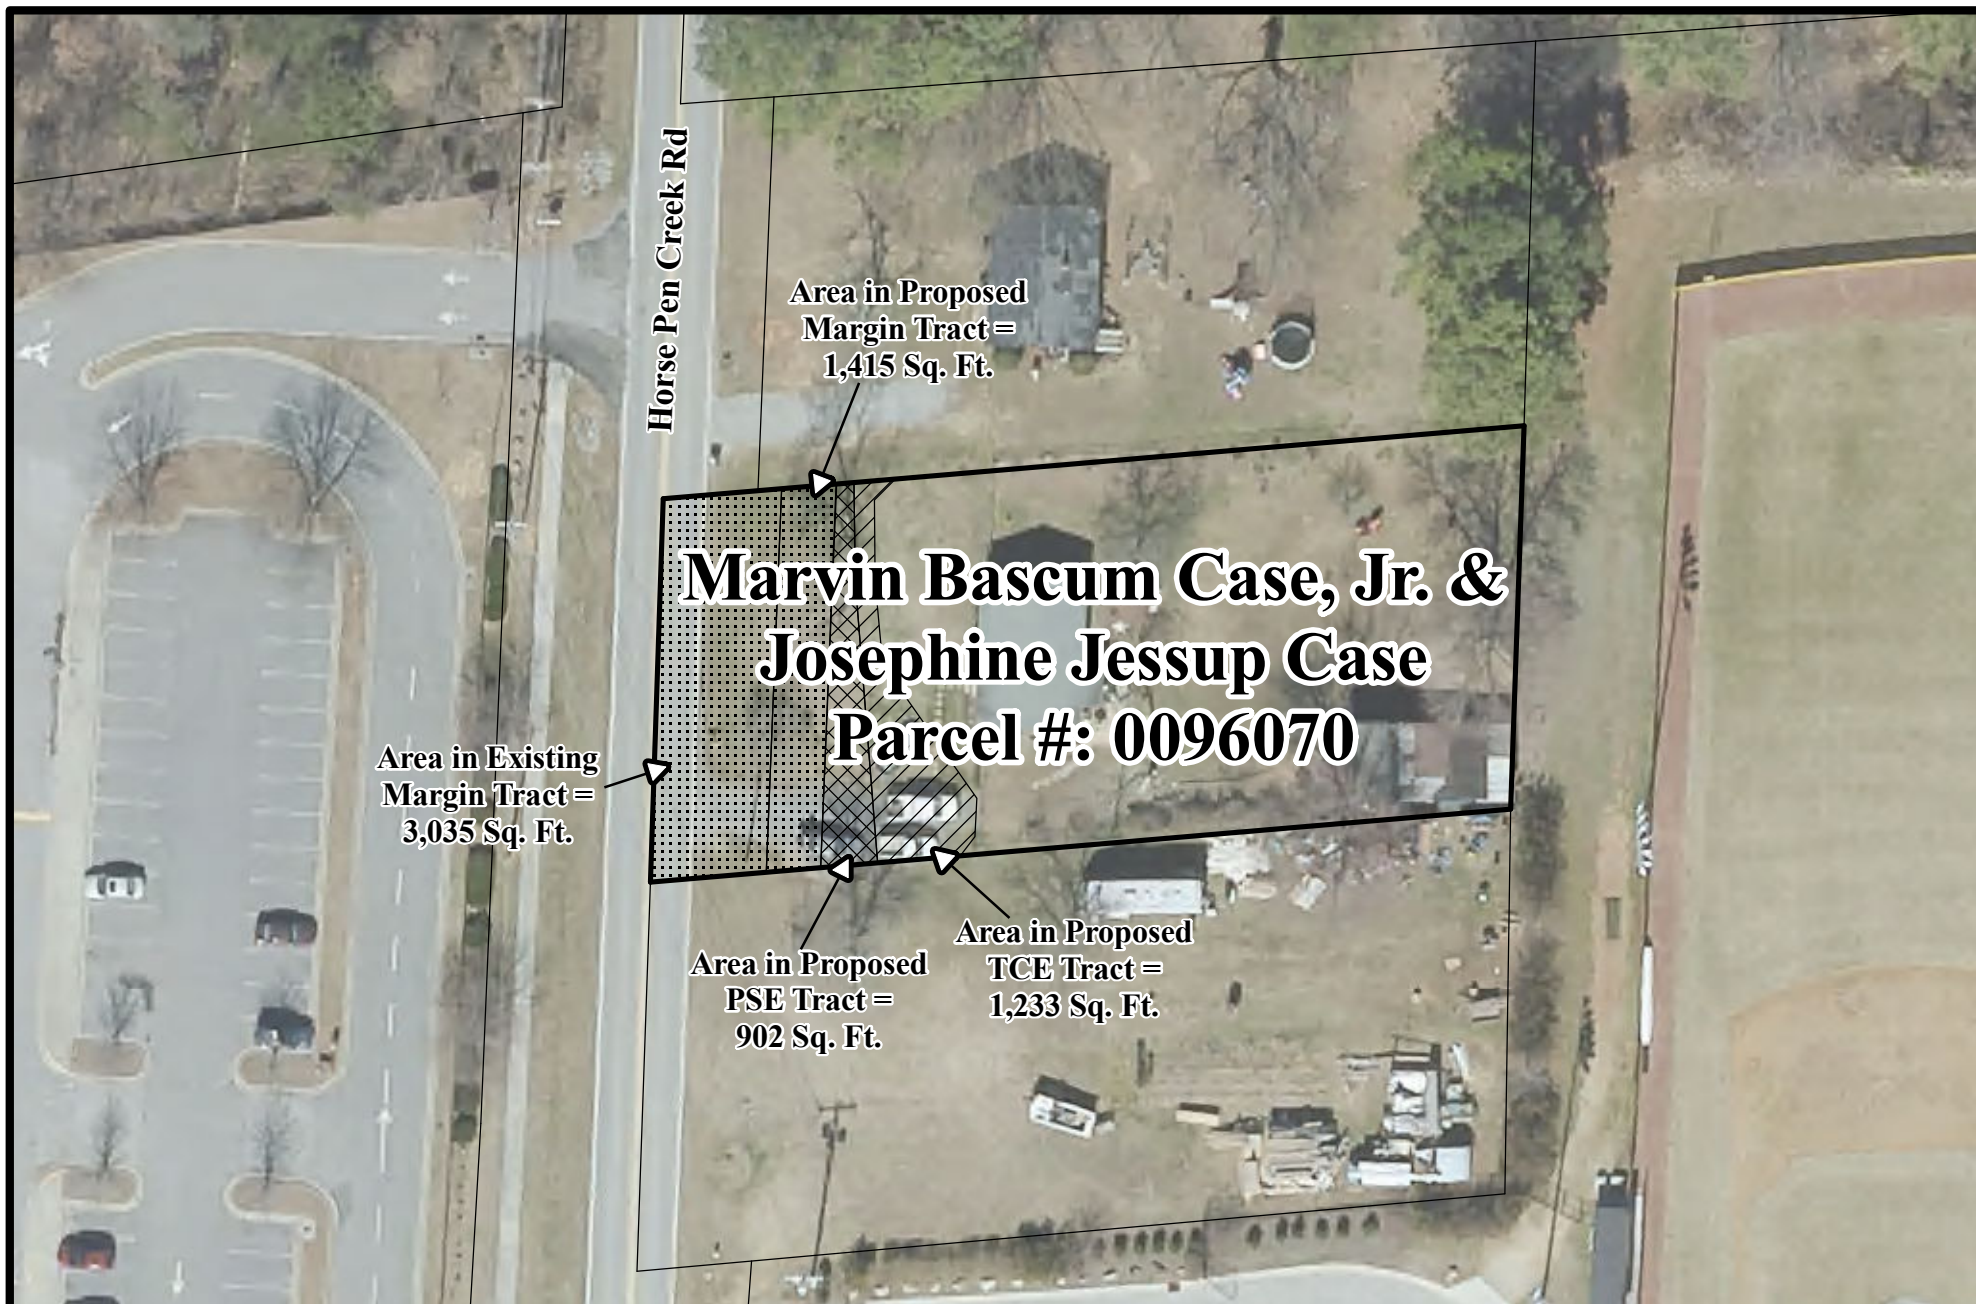 Horse Pen Creek Rd
Area in Proposed
Margin Tract =
1,415 Sq. Ft.
Marvin Bascum Case, Jr. &
Josephine Jessup Case
Parcel #: 0096070
Area in Existing
Margin Tract =
3,035 Sq. Ft.
Area in Proposed
PSE Tract =
902 Sq. Ft.
Area in Proposed
TCE Tract =
1,233 Sq. Ft.